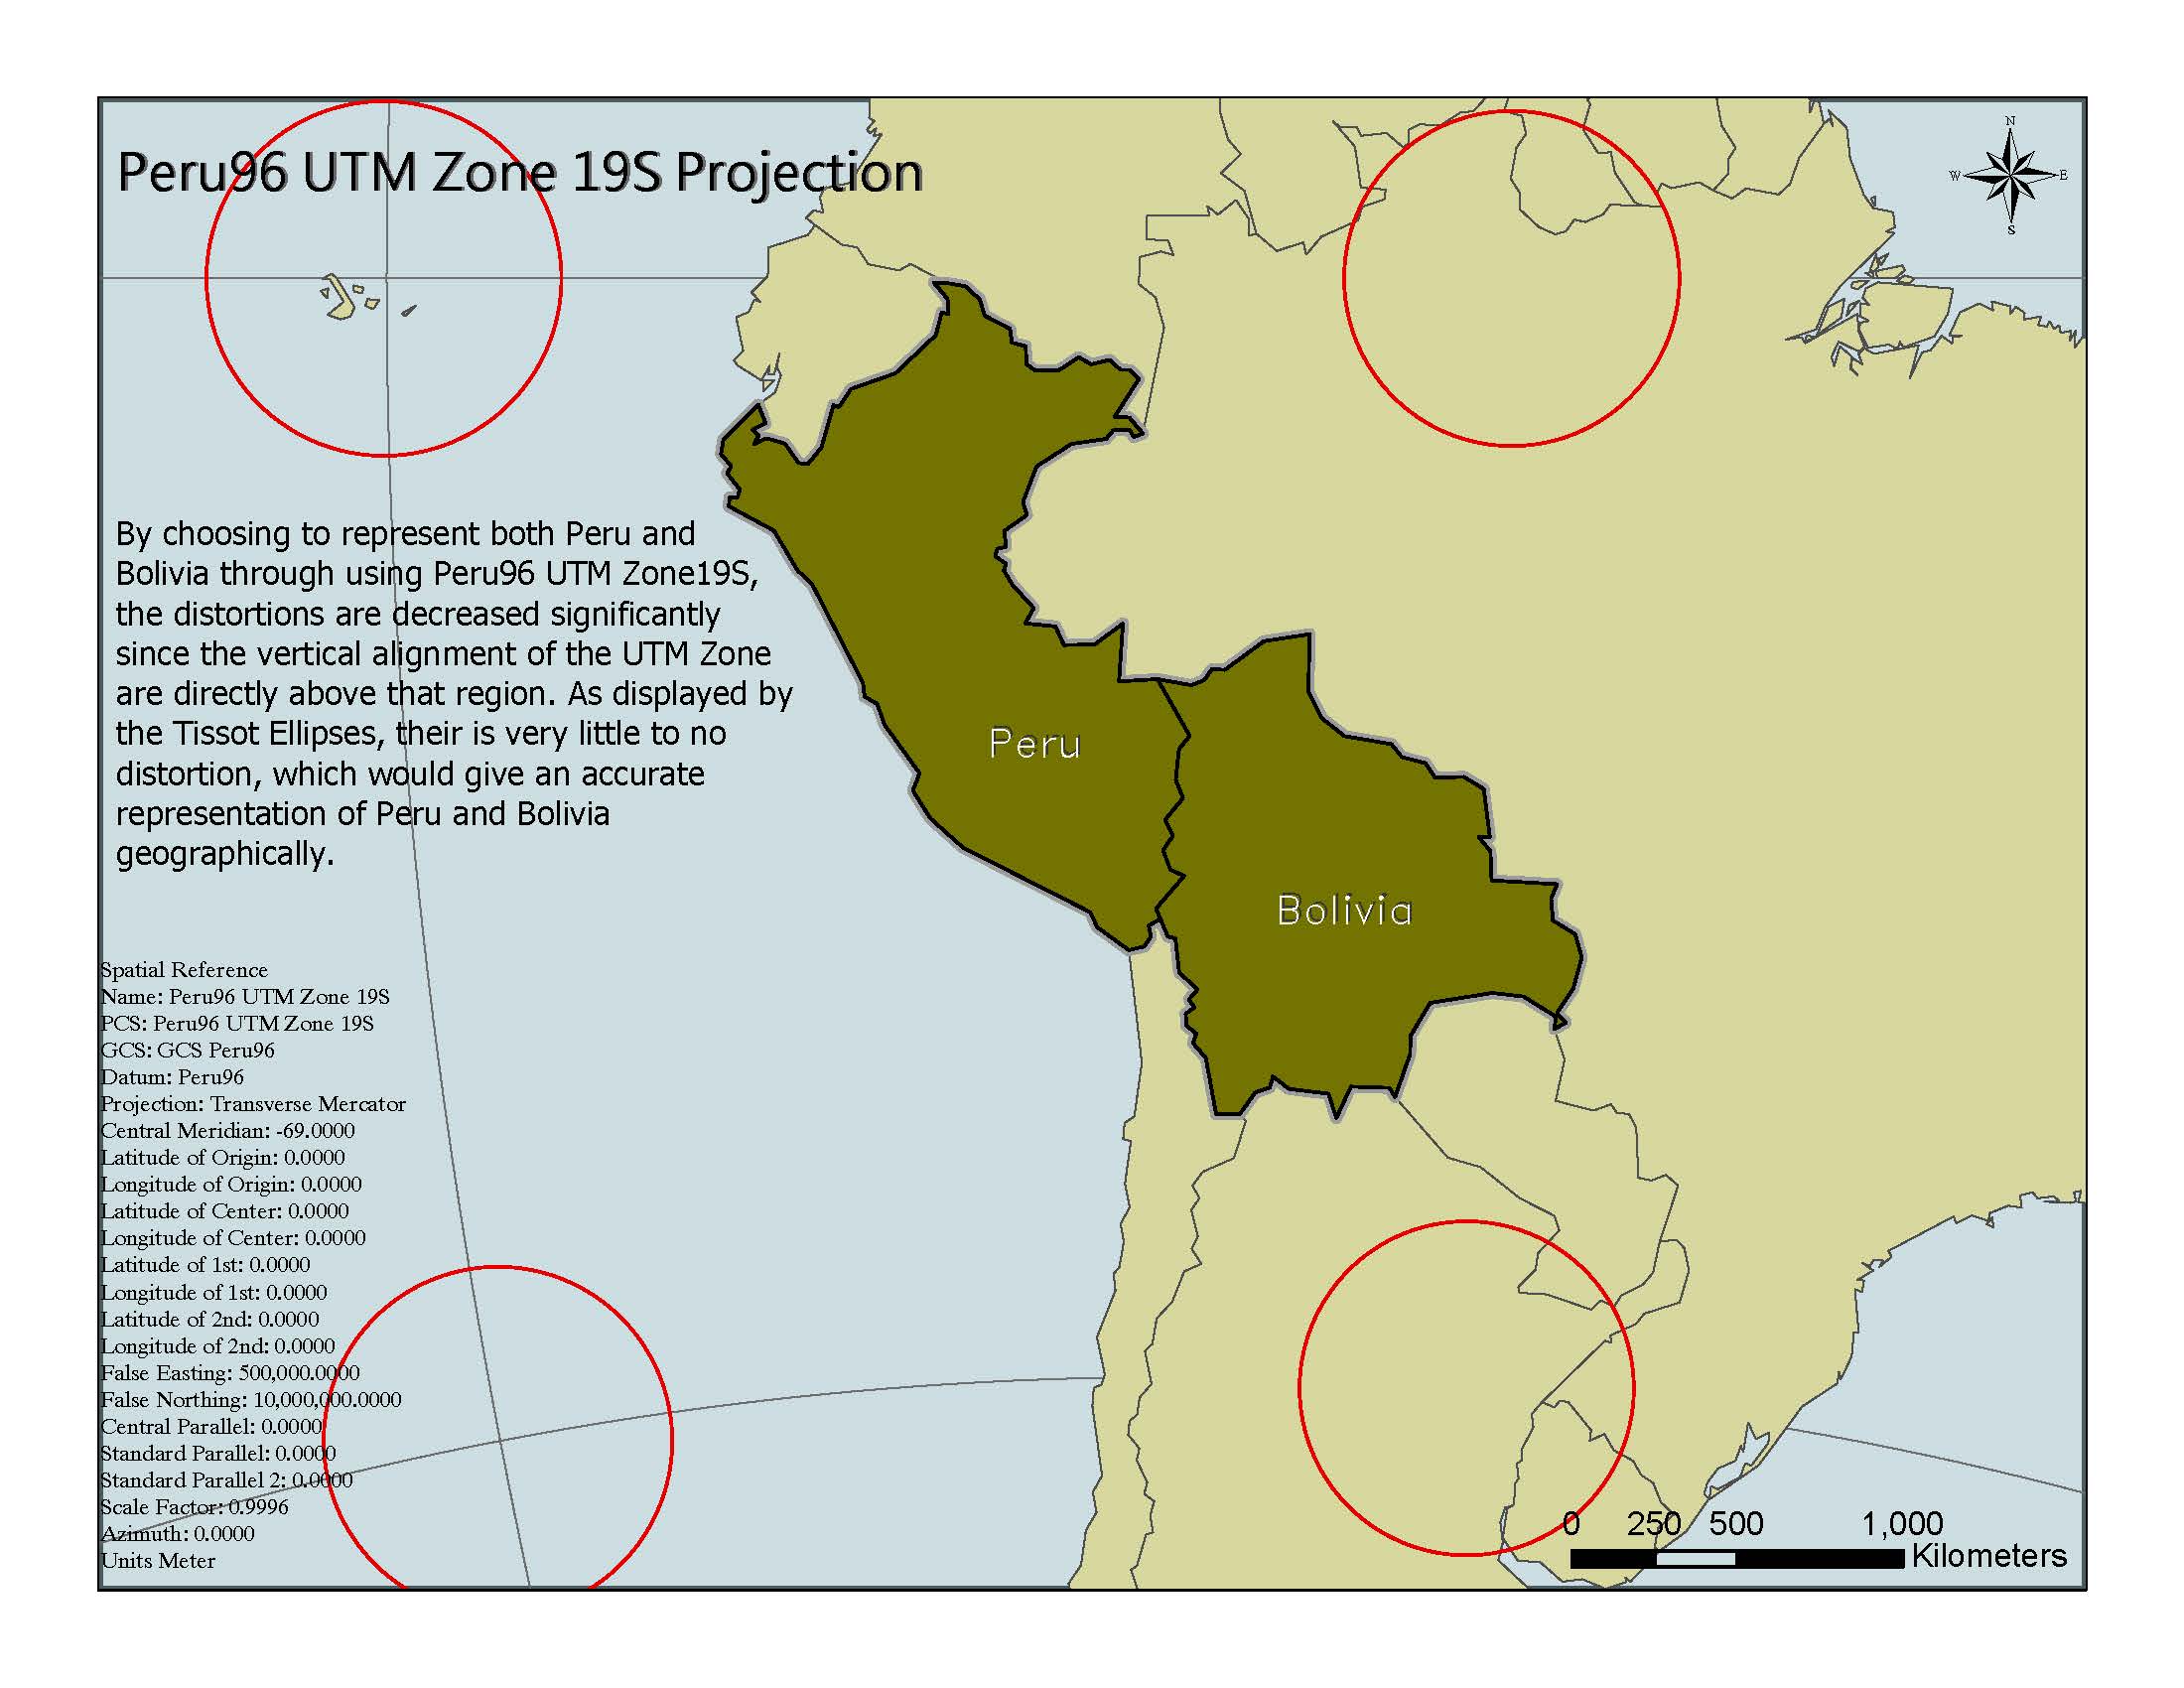 Peru96 UTM Zone 19S Projection
N
W E
S
By choosing to represent both Peru and
Bolivia through using Peru96 UTM Zone19S,
the distortions are decreased significantly
since the vertical alignment of the UTM Zone
are directly above that region. As displayed by
the Tissot Ellipses, their is very little to no
distortion, which would give an accurate
representation of Peru and Bolivia
geographically.
Peru
Bolivia
Spatial Reference
Name: Peru96 UTM Zone 19S
PCS: Peru96 UTM Zone 19S
GCS: GCS Peru96
Datum: Peru96
Projection: Transverse Mercator
Central Meridian: -69.0000
Latitude of Origin: 0.0000
Longitude of Origin: 0.0000
Latitude of Center: 0.0000
Longitude of Center: 0.0000
Latitude of 1st: 0.0000
Longitude of 1st: 0.0000
Latitude of 2nd: 0.0000
Longitude of 2nd: 0.0000
False Easting: 500,000.0000
False Northing: 10,000,000.0000
Central Parallel: 0.0000
Standard Parallel: 0.0000
Standard Parallel 2: 0.0000
Scale Factor: 0.9996
Azimuth: 0.0000
Units Meter
0 250 500 1,000
Kilometers